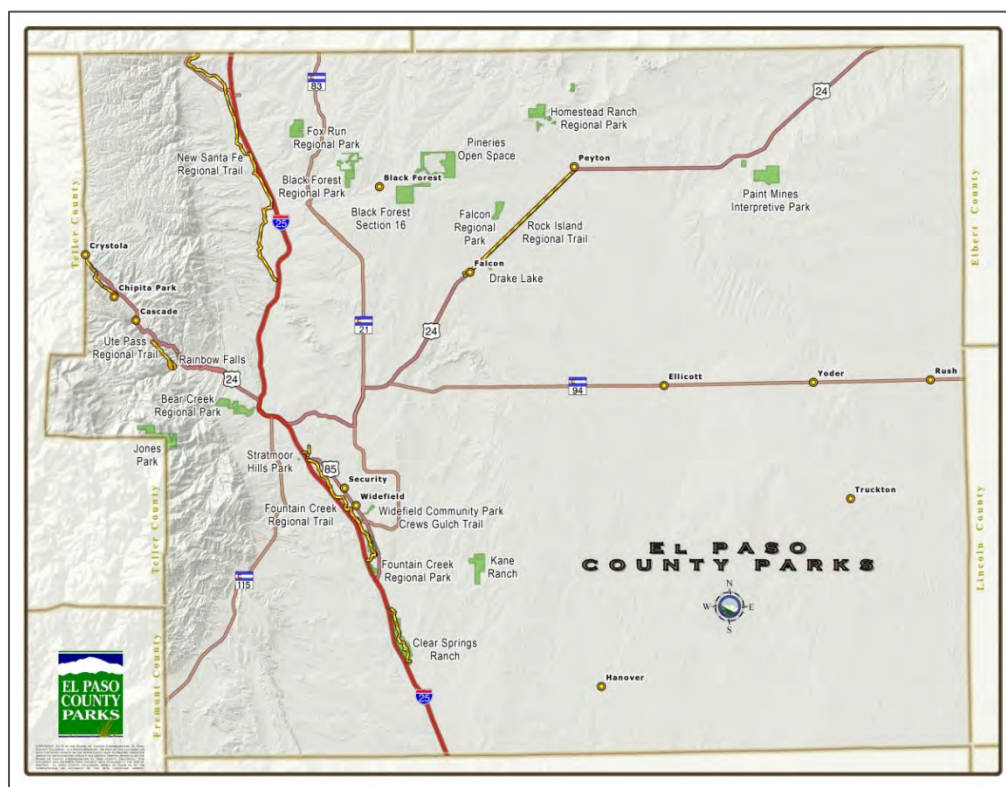 83
24
Homestead Ranch
Regional Park
Fox Run
Regional Park
Pineries
Open Space
New Santa Fe
Regional Trail
Peyton
Black Forest
Regional Park
Black Forest
Paint Mines
Interpretive Park
Black Forest
Section 16
Falcon
Regional
Park
Rock Island
Regional Trail
25
Teller County
Elbert County
Crystola
Falcon
Drake Lake
Chipita Park
Cascade
21
24
Ute Pass
Regional Trail
Rainbow Falls
24
94
Ellicott
Yoder
Rush
Bear Creek
Regional Park
Jones
Park
Stratmoor
Hills Park
85
Security
Widefield
Truckton
Fountain Creek
Regional Trail
Widefield Community Park
Crews Gulch Trail
Teller County
Lincoln County
EL PASO
COUNTY PARKS
Fountain Creek
Regional Park
Kane
Ranch
115
N
W
E
S
Clear Springs
Ranch
Fremont County
EL PASO
COUNTY
PARKS
Hanover
25